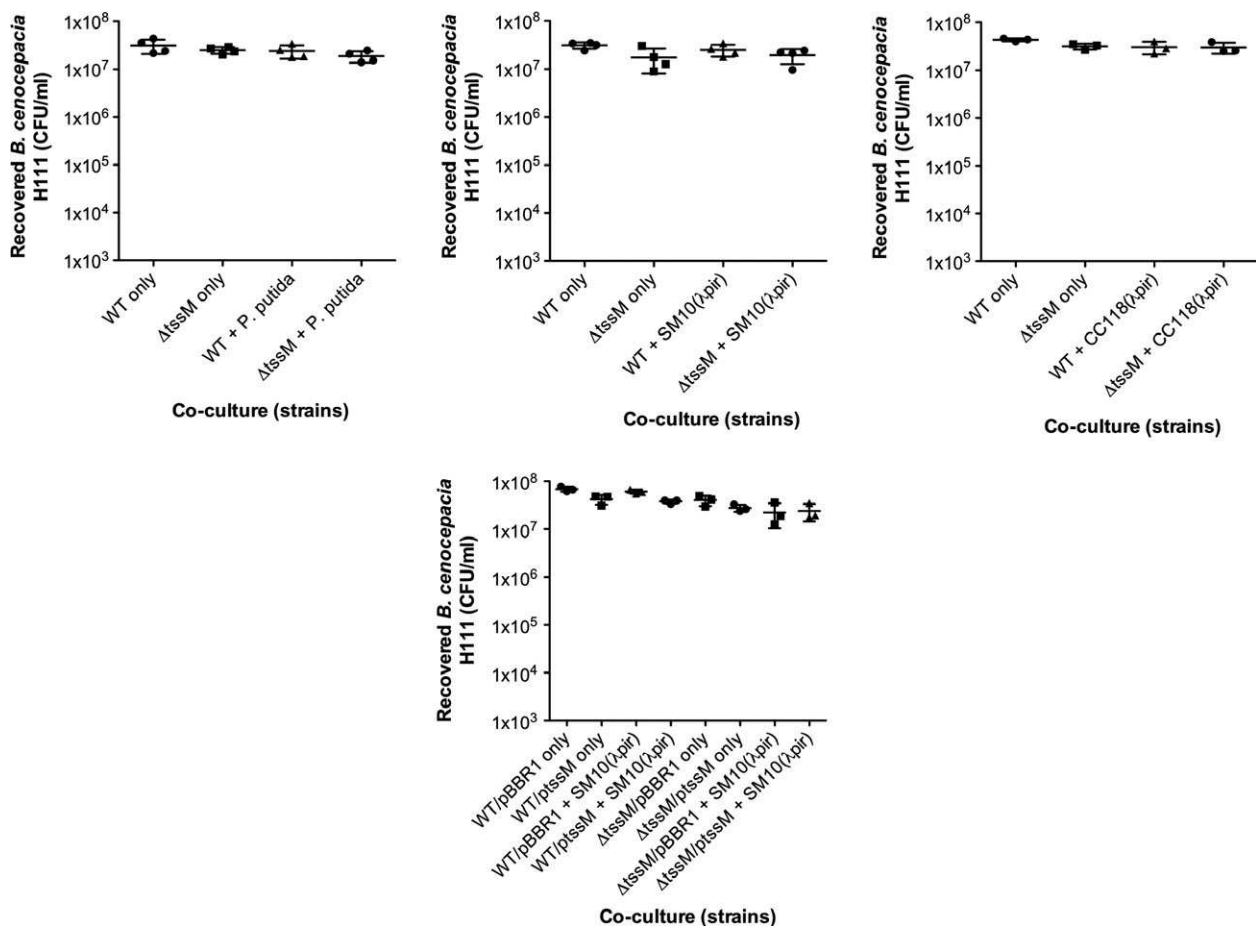 Recovered B. cenocepacia
H111 (CFU/ml)
1x10⁸
1x10⁷
1x10⁶
1x10⁵
1x10⁴
1x10³
WT only
ΔtssM only
WT + P. putida
ΔtssM + P. putida
Co-culture (strains)
Recovered B. cenocepacia
H111 (CFU/ml)
1x10⁸
1x10⁷
1x10⁶
1x10⁵
1x10⁴
1x10³
WT only
ΔtssM only
WT + SM10(λpir)
ΔtssM + SM10(λpir)
Co-culture (strains)
Recovered B. cenocepacia
H111 (CFU/ml)
1x10⁸
1x10⁷
1x10⁶
1x10⁵
1x10⁴
1x10³
WT only
ΔtssM only
WT + CC118(λpir)
ΔtssM + CC118(λpir)
Co-culture (strains)
Recovered B. cenocepacia
H111 (CFU/ml)
1x10⁸
1x10⁷
1x10⁶
1x10⁵
1x10⁴
1x10³
WT/pBBR1 only
WT/ptssM only
WT/pBBR1 + SM10(λpir)
WT/ptssM + SM10(λpir)
ΔtssM/pBBR1 only
ΔtssM/ptssM only
ΔtssM/pBBR1 + SM10(λpir)
ΔtssM/ptssM + SM10(λpir)
Co-culture (strains)